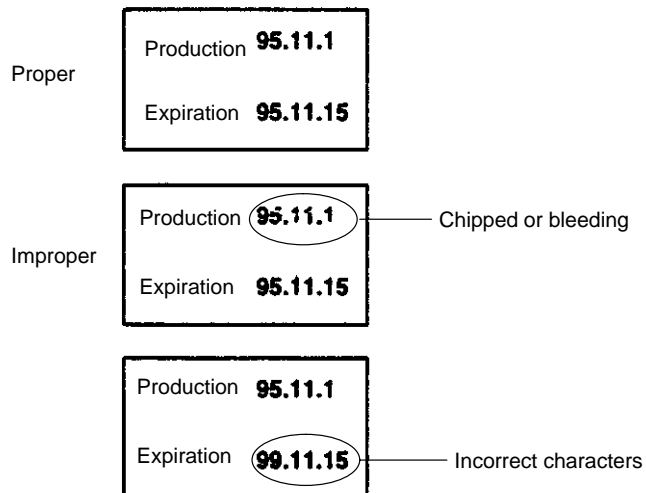 Proper
Production 95.11.1
Expiration 95.11.15
Improper
Production 95.11.1 Chipped or bleeding
Expiration 95.11.15
Production 95.11.1
Expiration 99.11.15 Incorrect characters